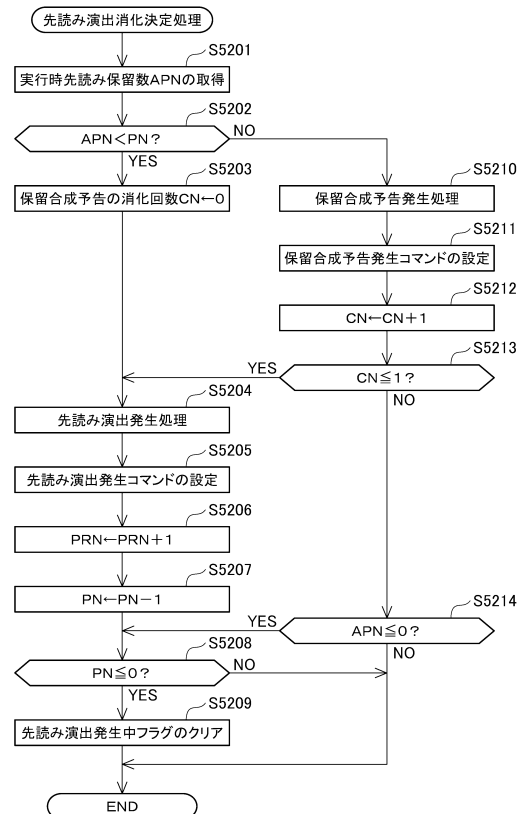 先読み演出消化決定処理
S5201
実行時先読み保留数APNの取得
S5202
APN<PN?
NO
YES
S5203
保留合成予告の消化回数CN←0
S5210
保留合成予告発生処理
S5211
保留合成予告発生コマンドの設定
S5212
CN←CN+1
S5213
CN≦1?
YES
NO
S5204
先読み演出発生処理
S5205
先読み演出発生コマンドの設定
S5206
PRN←PRN+1
S5207
PN←PN-1
S5214
APN≦0?
YES
NO
S5208
PN≦0?
NO
YES
S5209
先読み演出発生中フラグのクリア
END